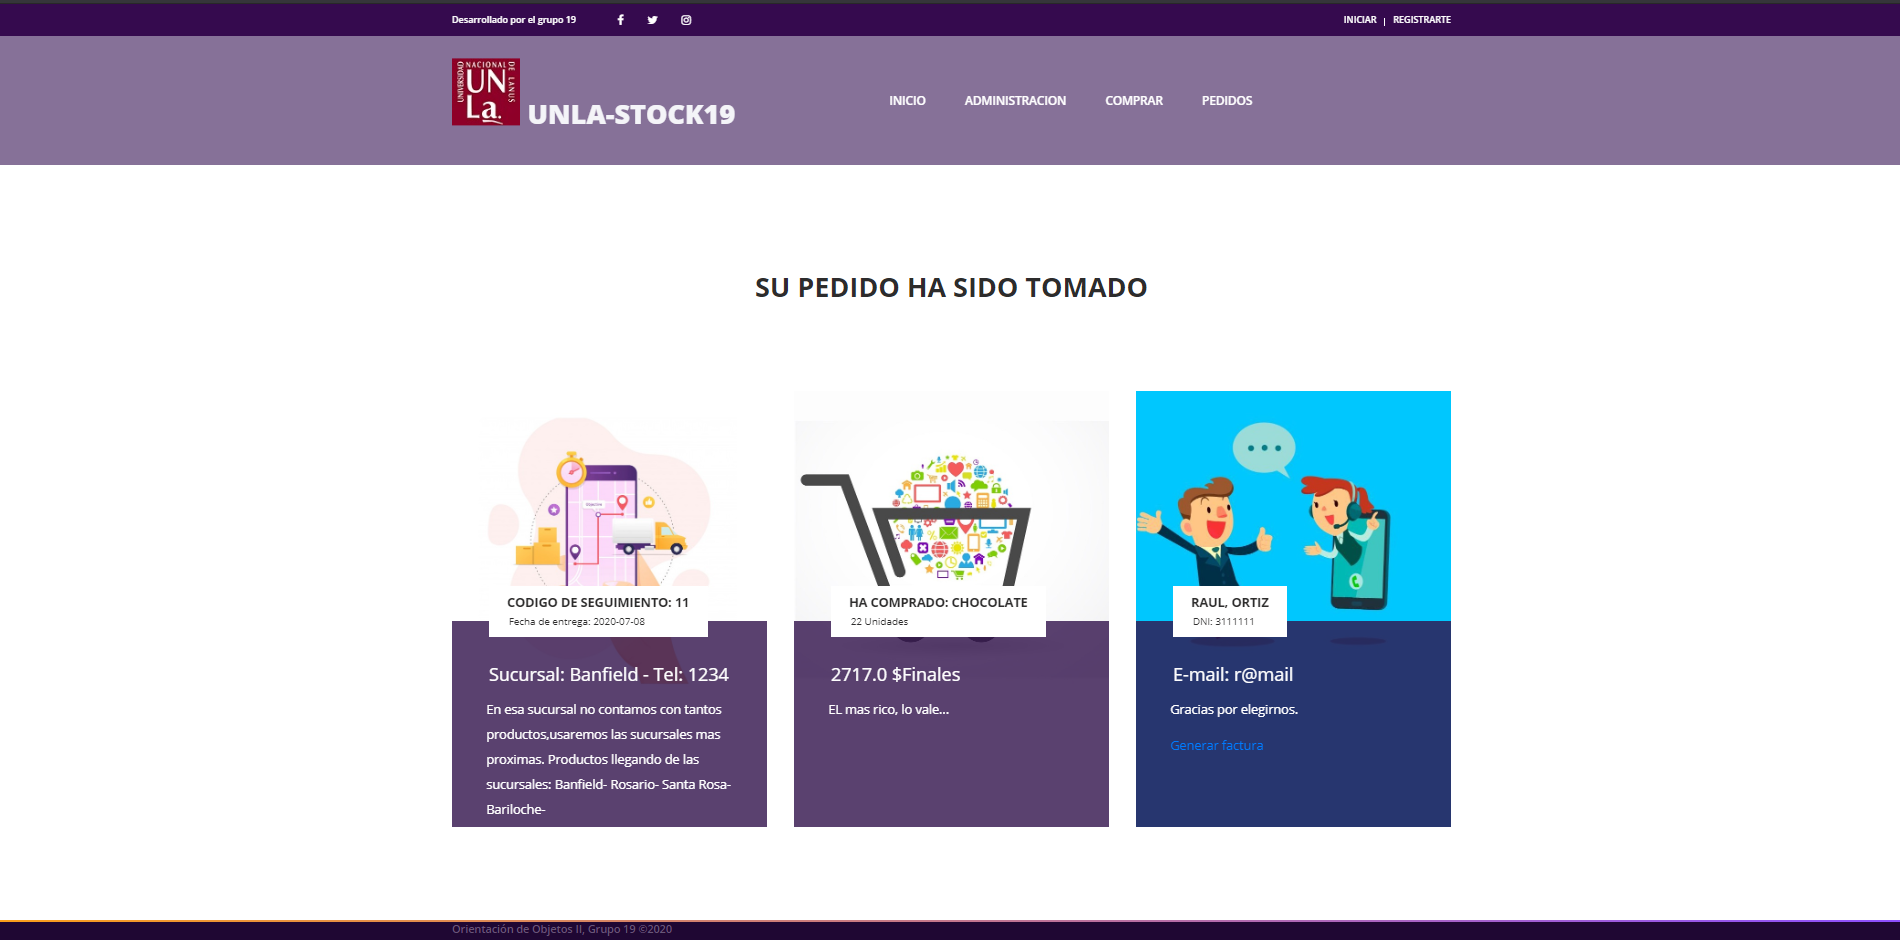 Desarrollado por el grupo 19
INICIAR | REGISTRARTE
UNIVERSIDAD NACIONAL DE LANUS
UN
La.
UNLA-STOCK19
INICIO ADMINISTRACION COMPRAR PEDIDOS
SU PEDIDO HA SIDO TOMADO
CODIGO DE SEGUIMIENTO: 11
Fecha de entrega: 2020-07-08
Sucursal: Banfield - Tel: 1234
En esa sucursal no contamos con tantos
productos,usaremos las sucursales mas
proximas. Productos llegando de las
sucursales: Banfield- Rosario- Santa Rosa-
Bariloche-
HA COMPRADO: CHOCOLATE
22 Unidades
2717.0 $Finales
EL mas rico, lo vale...
RAUL, ORTIZ
DNI: 3111111
E-mail: r@mail
Gracias por elegirnos.
Generar factura
Orientación de Objetos II, Grupo 19 ©2020